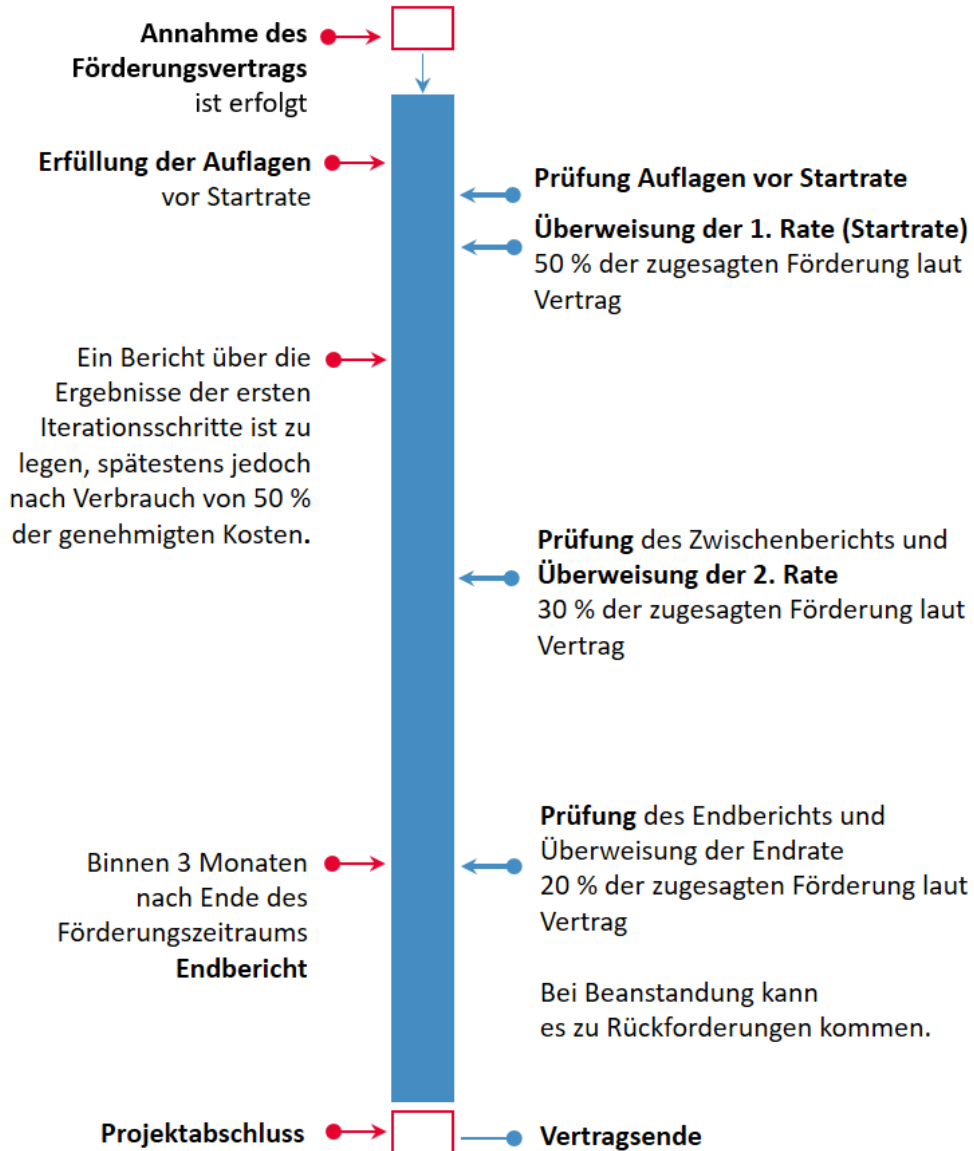 Annahme des
Förderungsvertrags
ist erfolgt
Erfüllung der Auflagen
vor Startrate
Prüfung Auflagen vor Startrate
Überweisung der 1. Rate (Startrate)
50 % der zugesagten Förderung laut
Vertrag
Ein Bericht über die
Ergebnisse der ersten
Iterationsschritte ist zu
legen, spätestens jedoch
nach Verbrauch von 50 %
der genehmigten Kosten.
Prüfung des Zwischenberichts und
Überweisung der 2. Rate
30 % der zugesagten Förderung laut
Vertrag
Binnen 3 Monaten
nach Ende des
Förderungszeitraums
Endbericht
Prüfung des Endberichts und
Überweisung der Endrate
20 % der zugesagten Förderung laut
Vertrag
Bei Beanstandung kann
es zu Rückforderungen kommen.
Projektabschluss
Vertragsende